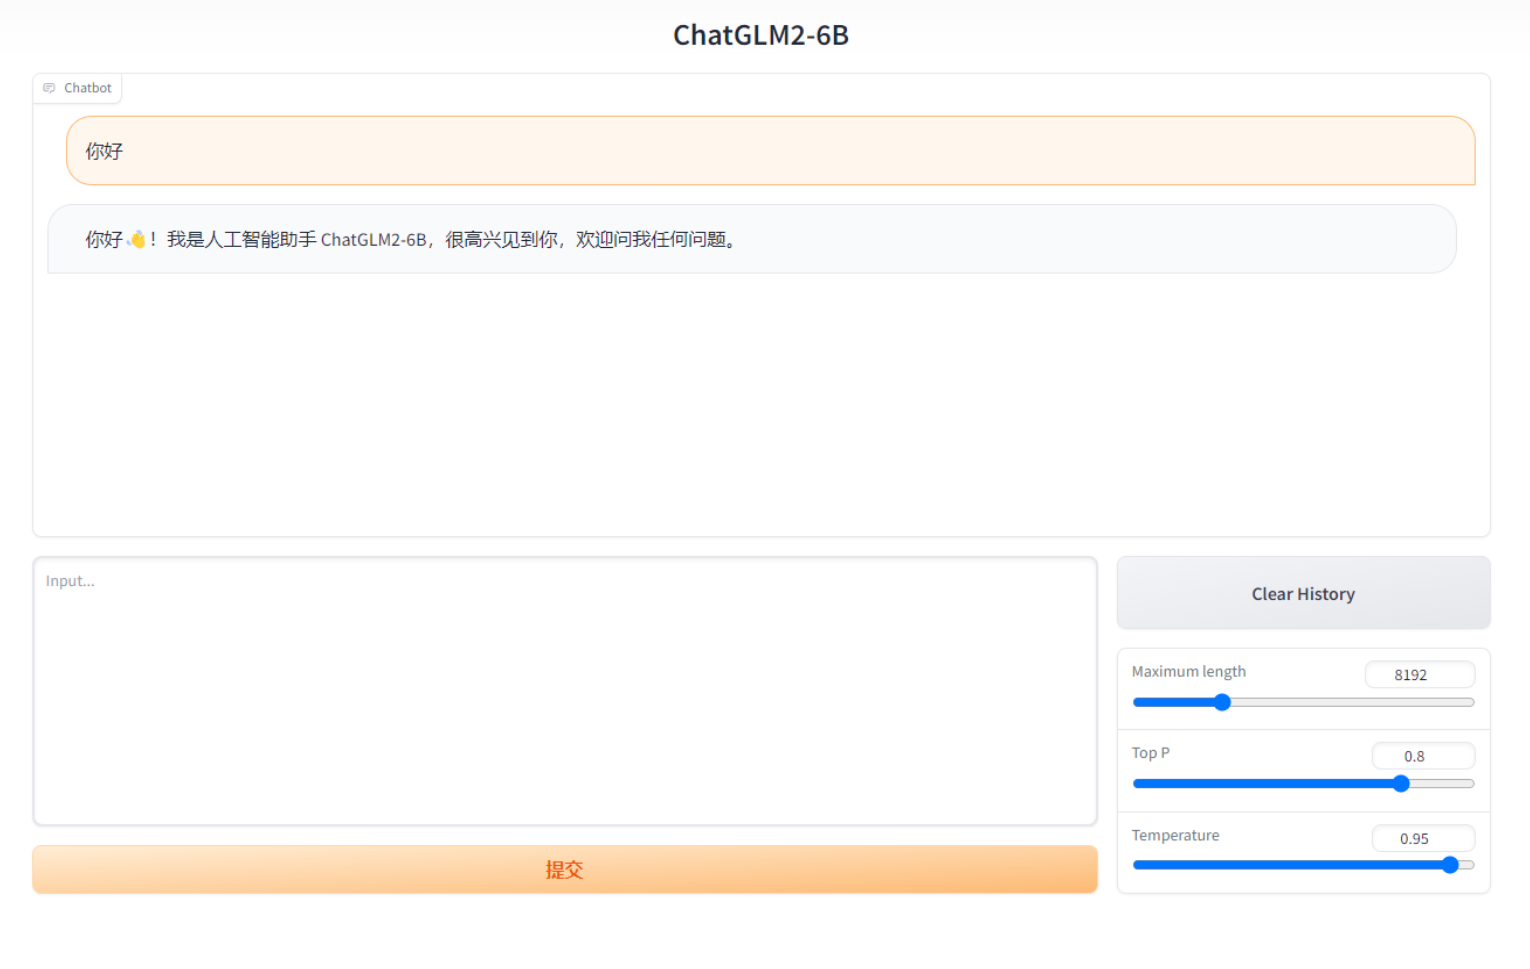 ChatGLM2-6B
Chatbot
你好
你好👋！我是人工智能助手 ChatGLM2-6B，很高兴见到你，欢迎问我任何问题。
Input...
Clear History
Maximum length
8192
Top P
0.8
Temperature
0.95
提交